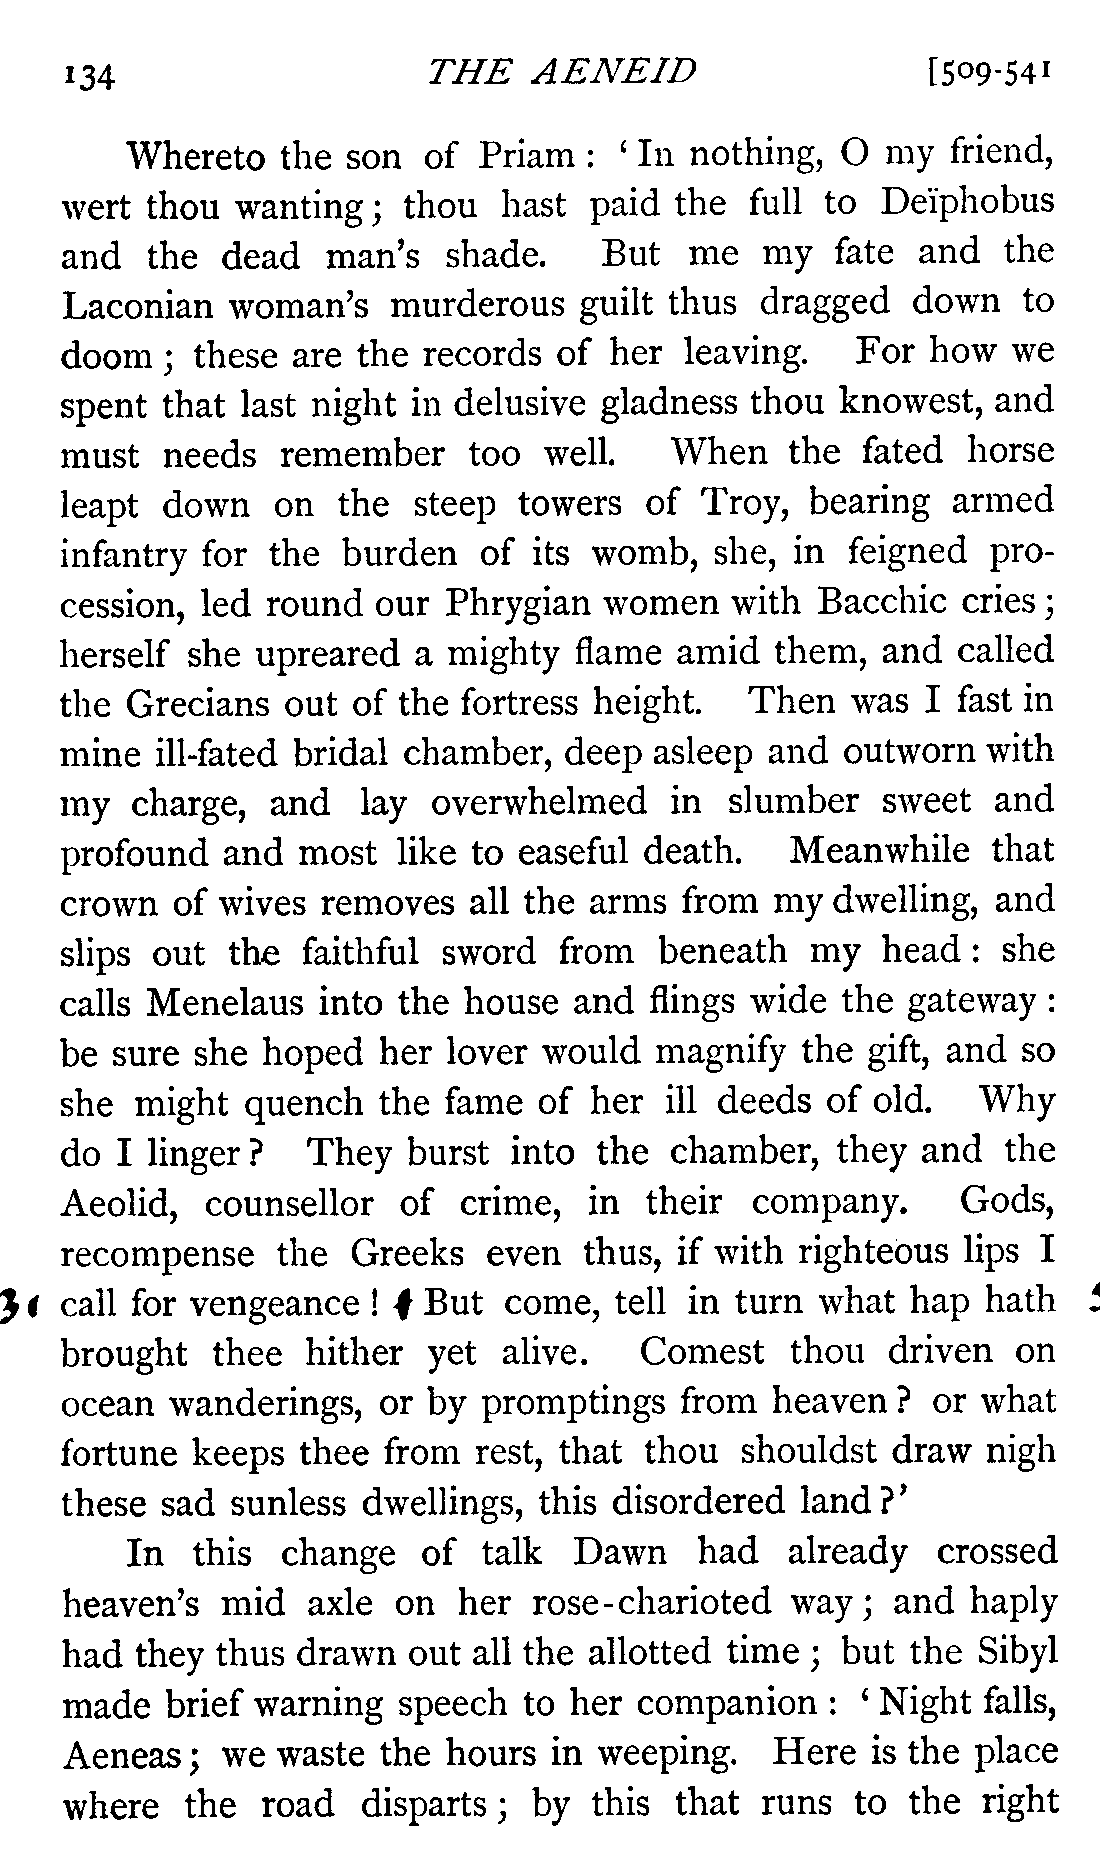 134 THE AENEID [509-541
Whereto the son of Priam : ‘ In nothing, O my friend,
wert thou wanting ; thou hast paid the full to Deïphobus
and the dead man’s shade. But me my fate and the
Laconian woman’s murderous guilt thus dragged down to
doom ; these are the records of her leaving. For how we
spent that last night in delusive gladness thou knowest, and
must needs remember too well. When the fated horse
leapt down on the steep towers of Troy, bearing armed
infantry for the burden of its womb, she, in feigned pro-
cession, led round our Phrygian women with Bacchic cries ;
herself she upreared a mighty flame amid them, and called
the Grecians out of the fortress height. Then was I fast in
mine ill-fated bridal chamber, deep asleep and outworn with
my charge, and lay overwhelmed in slumber sweet and
profound and most like to easeful death. Meanwhile that
crown of wives removes all the arms from my dwelling, and
slips out the faithful sword from beneath my head : she
calls Menelaus into the house and flings wide the gateway :
be sure she hoped her lover would magnify the gift, and so
she might quench the fame of her ill deeds of old. Why
do I linger ? They burst into the chamber, they and the
Aeolid, counsellor of crime, in their company. Gods,
recompense the Greeks even thus, if with righteous lips I
call for vengeance ! But come, tell in turn what hap hath
brought thee hither yet alive. Comest thou driven on
ocean wanderings, or by promptings from heaven ? or what
fortune keeps thee from rest, that thou shouldst draw nigh
these sad sunless dwellings, this disordered land ?’
In this change of talk Dawn had already crossed
heaven’s mid axle on her rose-charioted way ; and haply
had they thus drawn out all the allotted time ; but the Sibyl
made brief warning speech to her companion : ‘ Night falls,
Aeneas ; we waste the hours in weeping. Here is the place
where the road disparts ; by this that runs to the right